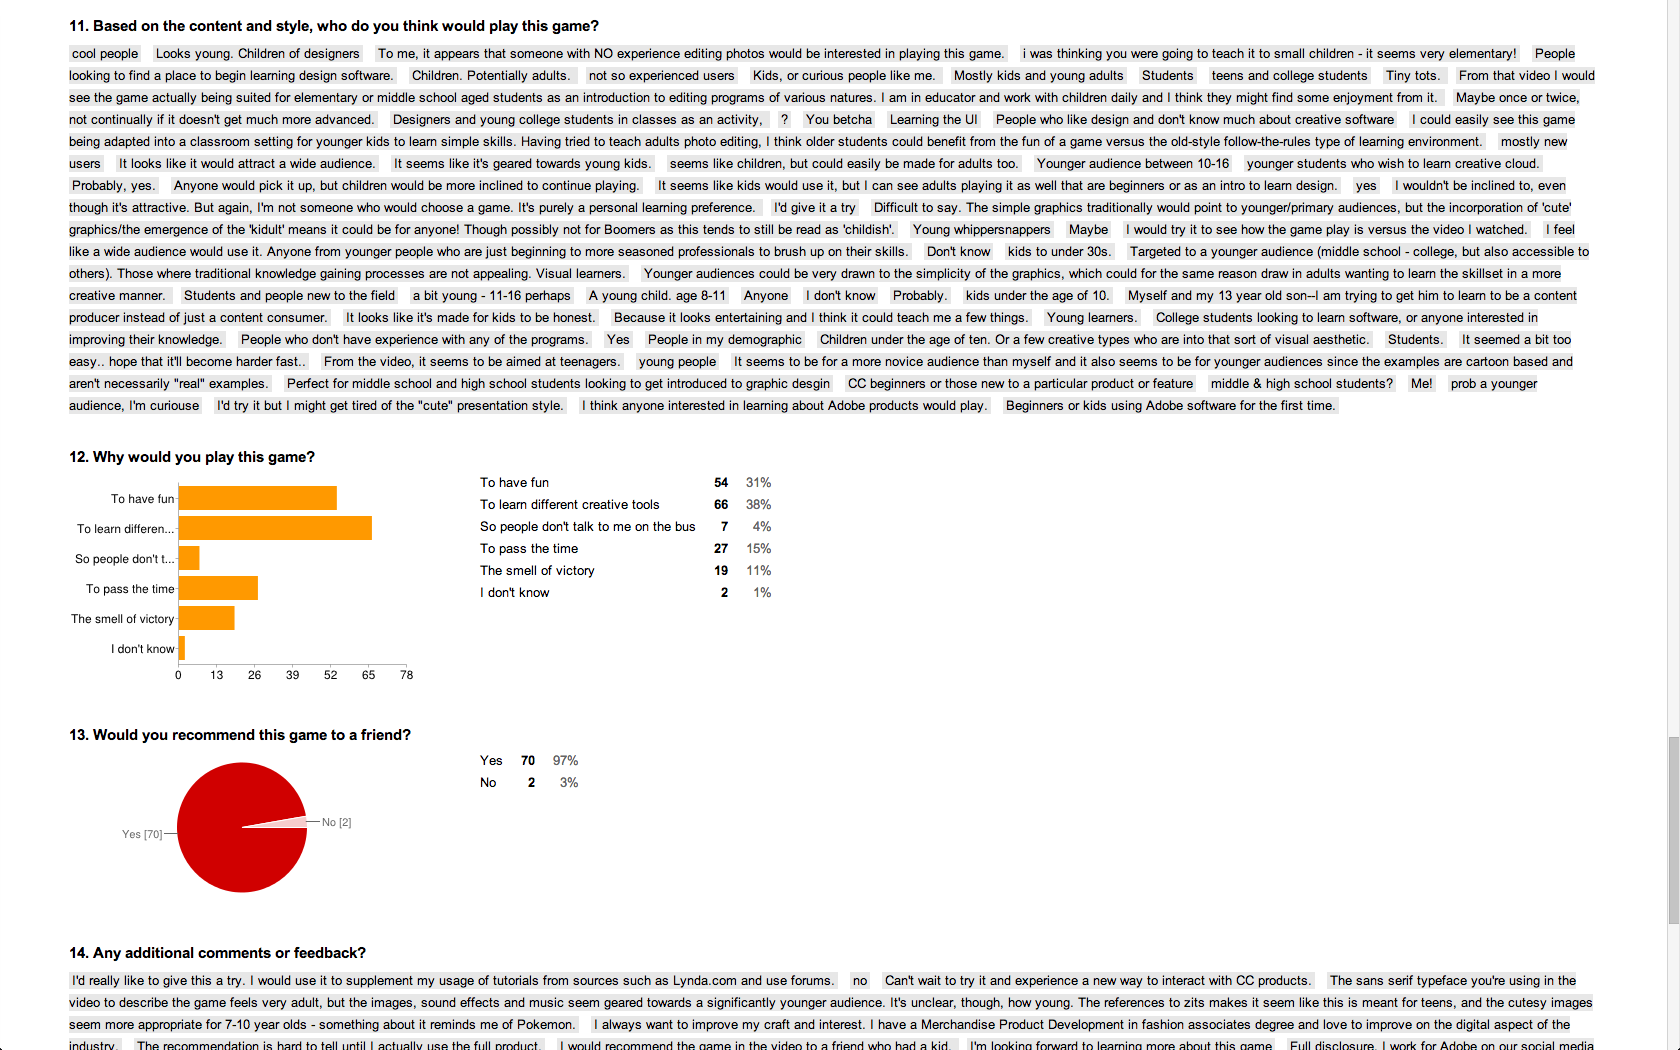 11. Based on the content and style, who do you think would play this game?
cool people Looks young. Children of designers To me, it appears that someone with NO experience editing photos would be interested in playing this game. i was thinking you were going to teach it to small children - it seems very elementary! People
looking to find a place to begin learning design software. Children. Potentially adults. not so experienced users Kids, or curious people like me. Mostly kids and young adults Students teens and college students Tiny tots. From that video I would
see the game actually being suited for elementary or middle school aged students as an introduction to editing programs of various natures. I am in educator and work with children daily and I think they might find some enjoyment from it. Maybe once or twice,
not continually if it doesn't get much more advanced. Designers and young college students in classes as an activity, ? You betcha Learning the UI People who like design and don't know much about creative software I could easily see this game
being adapted into a classroom setting for younger kids to learn simple skills. Having tried to teach adults photo editing, I think older students could benefit from the fun of a game versus the old-style follow-the-rules type of learning environment. mostly new
users It looks like it would attract a wide audience. It seems like it's geared towards young kids. seems like children, but could easily be made for adults too. Younger audience between 10-16 younger students who wish to learn creative cloud.
Probably, yes. Anyone would pick it up, but children would be more inclined to continue playing. It seems like kids would use it, but I can see adults playing it as well that are beginners or as an intro to learn design. yes I wouldn't be inclined to, even
though it's attractive. But again, I'm not someone who would choose a game. It's purely a personal learning preference. I'd give it a try Difficult to say. The simple graphics traditionally would point to younger/primary audiences, but the incorporation of 'cute'
graphics/the emergence of the 'kidult' means it could be for anyone! Though possibly not for Boomers as this tends to still be read as 'childish'. Young whippersnappers Maybe I would try it to see how the game play is versus the video I watched. I feel
like a wide audience would use it. Anyone from younger people who are just beginning to more seasoned professionals to brush up on their skills. Don't know kids to under 30s. Targeted to a younger audience (middle school - college, but also accessible to
others). Those where traditional knowledge gaining processes are not appealing. Visual learners. Younger audiences could be very drawn to the simplicity of the graphics, which could for the same reason draw in adults wanting to learn the skillset in a more
creative manner. Students and people new to the field a bit young - 11-16 perhaps A young child. age 8-11 Anyone I don't know Probably. kids under the age of 10. Myself and my 13 year old son--I am trying to get him to learn to be a content
producer instead of just a content consumer. It looks like it's made for kids to be honest. Because it looks entertaining and I think it could teach me a few things. Young learners. College students looking to learn software, or anyone interested in
improving their knowledge. People who don't have experience with any of the programs. Yes People in my demographic Children under the age of ten. Or a few creative types who are into that sort of visual aesthetic. Students. It seemed a bit too
easy.. hope that it'll become harder fast.. From the video, it seems to be aimed at teenagers. young people It seems to be for a more novice audience than myself and it also seems to be for younger audiences since the examples are cartoon based and
aren't necessarily "real" examples. Perfect for middle school and high school students looking to get introduced to graphic desgin CC beginners or those new to a particular product or feature middle & high school students? Me! prob a younger
audience, I'm curiouse I'd try it but I might get tired of the "cute" presentation style. I think anyone interested in learning about Adobe products would play. Beginners or kids using Adobe software for the first time.
12. Why would you play this game?
To have fun
To learn differen...
So people don't t...
To pass the time
The smell of victory
I don't know
0 13 26 39 52 65 78
To have fun 54 31%
To learn different creative tools 66 38%
So people don't talk to me on the bus 7 4%
To pass the time 27 15%
The smell of victory 19 11%
I don't know 2 1%
13. Would you recommend this game to a friend?
Yes [70]
No [2]
Yes 70 97%
No 2 3%
14. Any additional comments or feedback?
I'd really like to give this a try. I would use it to supplement my usage of tutorials from sources such as Lynda.com and use forums. no Can't wait to try it and experience a new way to interact with CC products. The sans serif typeface you're using in the
video to describe the game feels very adult, but the images, sound effects and music seem geared towards a significantly younger audience. It's unclear, though, how young. The references to zits makes it seem like this is meant for teens, and the cutesy images
seem more appropriate for 7-10 year olds - something about it reminds me of Pokemon. I always want to improve my craft and interest. I have a Merchandise Product Development in fashion associates degree and love to improve on the digital aspect of the
industry. The recommendation is hard to tell until I actually use the full product. I would recommend the game in the video to a friend who had a kid. I'm looking forward to learning more about this game Full disclosure, I work for Adobe on our social media